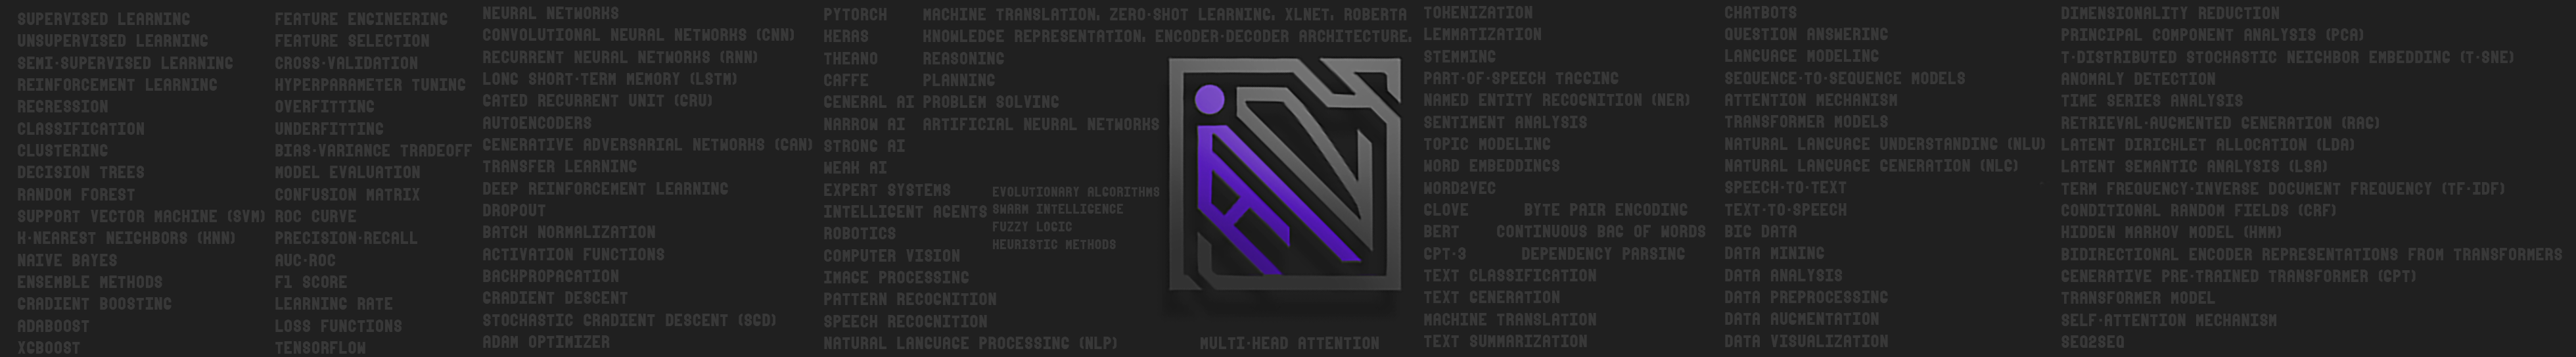 SUPERVISED LEARNING
UNSUPERVISED LEARNING
SEMI-SUPERVISED LEARNING
REINFORCEMENT LEARNING
REGRESSION
CLASSIFICATION
CLUSTERING
DECISION TREES
RANDOM FOREST
SUPPORT VECTOR MACHINE (SVM)
K-NEAREST NEIGHBORS (KNN)
NAIVE BAYES
ENSEMBLE METHODS
GRADIENT BOOSTING
ADABOOST
XGBOOST
FEATURE ENGINEERING
FEATURE SELECTION
CROSS-VALIDATION
HYPERPARAMETER TUNING
OVERFITTING
UNDERFITTING
BIAS-VARIANCE TRADEOFF
MODEL EVALUATION
CONFUSION MATRIX
ROC CURVE
PRECISION-RECALL
AUC-ROC
F1 SCORE
LEARNING RATE
LOSS FUNCTIONS
TENSORFLOW
NEURAL NETWORKS
CONVOLUTIONAL NEURAL NETWORKS (CNN)
RECURRENT NEURAL NETWORKS (RNN)
LONG SHORT-TERM MEMORY (LSTM)
GATED RECURRENT UNIT (GRU)
AUTOENCODERS
GENERATIVE ADVERSARIAL NETWORKS (GAN)
TRANSFER LEARNING
DEEP REINFORCEMENT LEARNING
DROPOUT
BATCH NORMALIZATION
ACTIVATION FUNCTIONS
BACKPROPAGATION
GRADIENT DESCENT
STOCHASTIC GRADIENT DESCENT (SGD)
ADAM OPTIMIZER
PYTORCH
KERAS
THEANO
CAFFE
GENERAL AI
NARROW AI
STRONG AI
WEAK AI
EXPERT SYSTEMS
INTELLIGENT AGENTS
ROBOTICS
COMPUTER VISION
IMAGE PROCESSING
PATTERN RECOGNITION
SPEECH RECOGNITION
NATURAL LANGUAGE PROCESSING (NLP)
MACHINE TRANSLATION, ZERO-SHOT LEARNING, XLNET, ROBERTA
KNOWLEDGE REPRESENTATION, ENCODER-DECODER ARCHITECTURE,
REASONING
PLANNING
PROBLEM SOLVING
ARTIFICIAL NEURAL NETWORKS
EVOLUTIONARY ALGORITHMS
SWARM INTELLIGENCE
FUZZY LOGIC
HEURISTIC METHODS
MULTI-HEAD ATTENTION
TOKENIZATION
LEMMATIZATION
STEMMING
PART-OF-SPEECH TAGGING
NAMED ENTITY RECOGNITION (NER)
SENTIMENT ANALYSIS
TOPIC MODELING
WORD EMBEDDINGS
WORD2VEC
GLOVE
BERT
GPT-3
TEXT CLASSIFICATION
TEXT GENERATION
MACHINE TRANSLATION
TEXT SUMMARIZATION
BYTE PAIR ENCODING
CONTINUOUS BAG OF WORDS
DEPENDENCY PARSING
CHATBOTS
QUESTION ANSWERING
LANGUAGE MODELING
SEQUENCE-TO-SEQUENCE MODELS
ATTENTION MECHANISM
TRANSFORMER MODELS
NATURAL LANGUAGE UNDERSTANDING (NLU)
NATURAL LANGUAGE GENERATION (NLG)
SPEECH-TO-TEXT
TEXT-TO-SPEECH
BIG DATA
DATA MINING
DATA ANALYSIS
DATA PREPROCESSING
DATA AUGMENTATION
DATA VISUALIZATION
DIMENSIONALITY REDUCTION
PRINCIPAL COMPONENT ANALYSIS (PCA)
T-DISTRIBUTED STOCHASTIC NEIGHBOR EMBEDDING (T-SNE)
ANOMALY DETECTION
TIME SERIES ANALYSIS
RETRIEVAL-AUGMENTED GENERATION (RAG)
LATENT DIRICHLET ALLOCATION (LDA)
LATENT SEMANTIC ANALYSIS (LSA)
TERM FREQUENCY-INVERSE DOCUMENT FREQUENCY (TF-IDF)
CONDITIONAL RANDOM FIELDS (CRF)
HIDDEN MARKOV MODEL (HMM)
BIDIRECTIONAL ENCODER REPRESENTATIONS FROM TRANSFORMERS
GENERATIVE PRE-TRAINED TRANSFORMER (GPT)
TRANSFORMER MODEL
SELF-ATTENTION MECHANISM
SEQ2SEQ